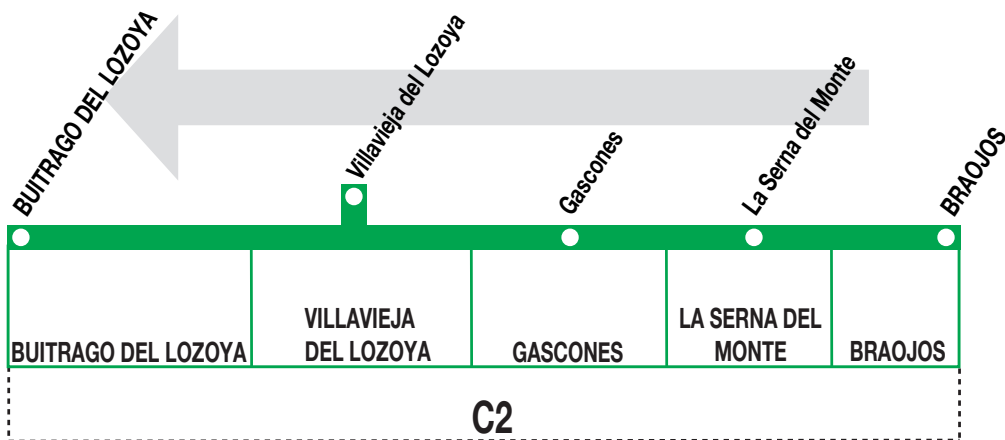 BUITRAGO DEL LOZOYA
Villavieja del Lozoya
Gascones
La Serna del Monte
BRAOJOS
BUITRAGO DEL LOZOYA
VILLAVIEJA
DEL LOZOYA
GASCONES
LA SERNA DEL
MONTE
BRAOJOS
C2